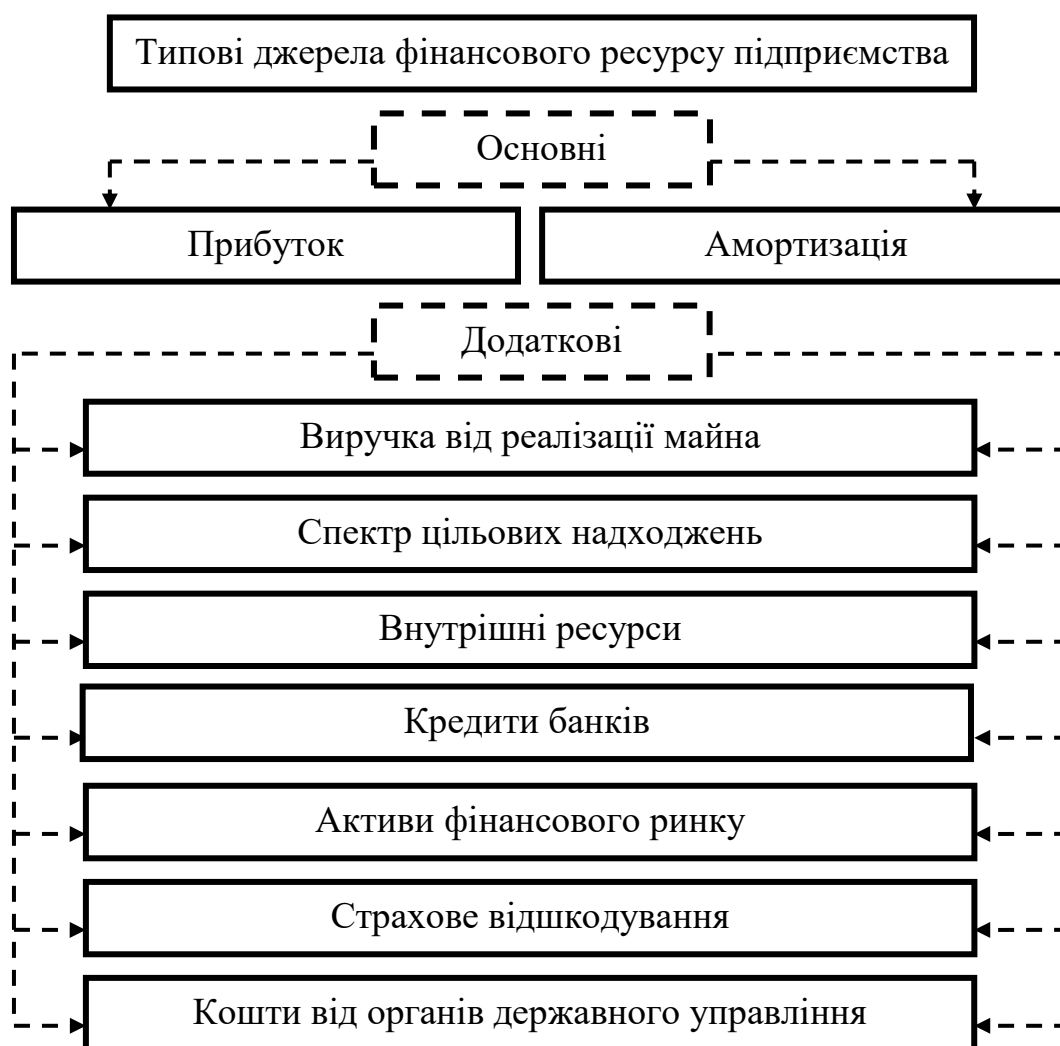 Типові джерела фінансового ресурсу підприємства
Основні
Прибуток
Амортизація
Додаткові
Виручка від реалізації майна
Спектр цільових надходжень
Внутрішні ресурси
Кредити банків
Активи фінансового ринку
Страхове відшкодування
Кошти від органів державного управління